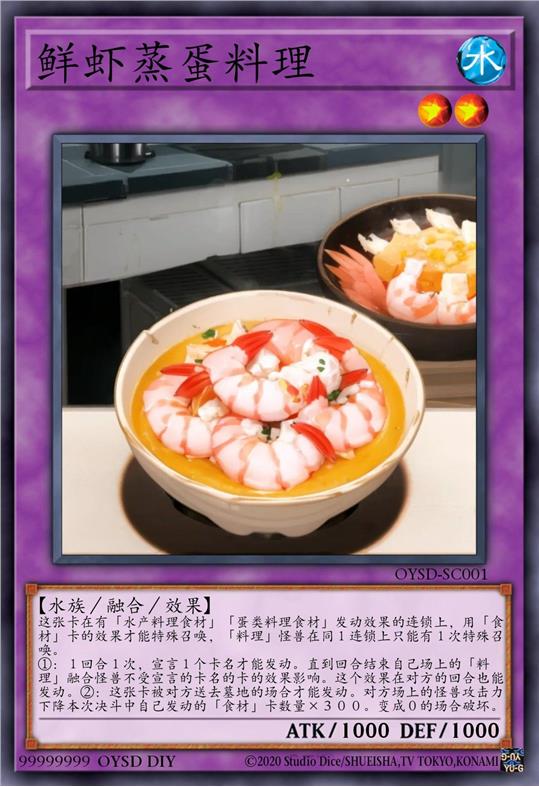 鲜虾蒸蛋料理
水
OYSD-SC001
【水族／融合／效果】
这张卡在有「水产料理食材」「蛋类料理食材」发动效果的连锁上，用「食
材」卡的效果才能特殊召唤，「料理」怪兽在同1连锁上只能有1次特殊召
唤。
①：1回合1次，宣言1个卡名才能发动。直到回合结束自己场上的「料
理」融合怪兽不受宣言的卡名的卡的效果影响。这个效果在对方的回合也能
发动。②：这张卡被对方送去墓地的场合才能发动。对方场上的怪兽攻击力
下降本次决斗中自己发动的「食材」卡数量×３００。变成０的场合破坏。
ATK/1000 DEF/1000
99999999 OYSD DIY
©2020 Studio Dice/SHUEISHA,TV TOKYO,KONAMI